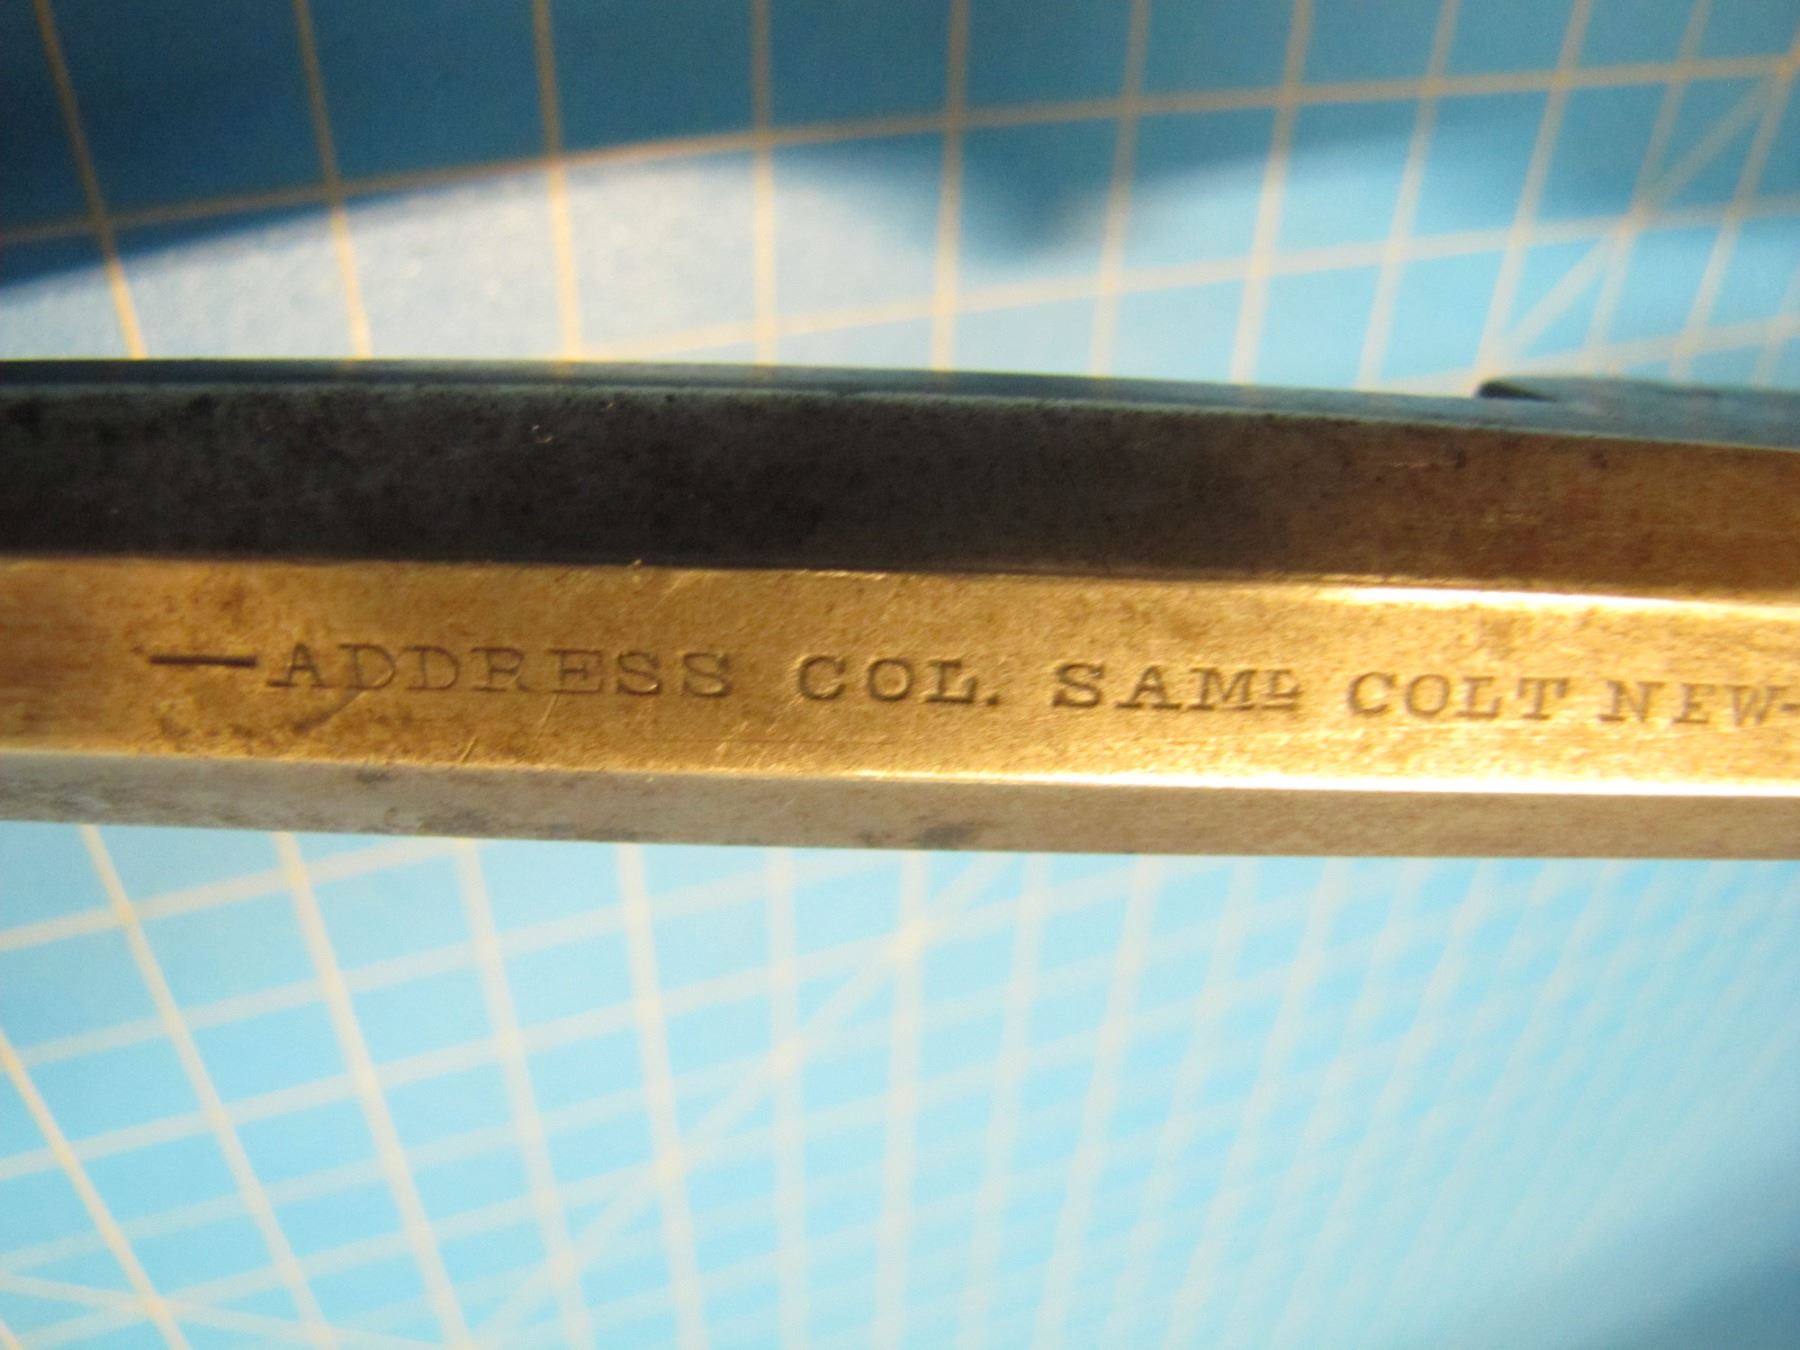 —ADDRESS COL. SAML COLT NEW-